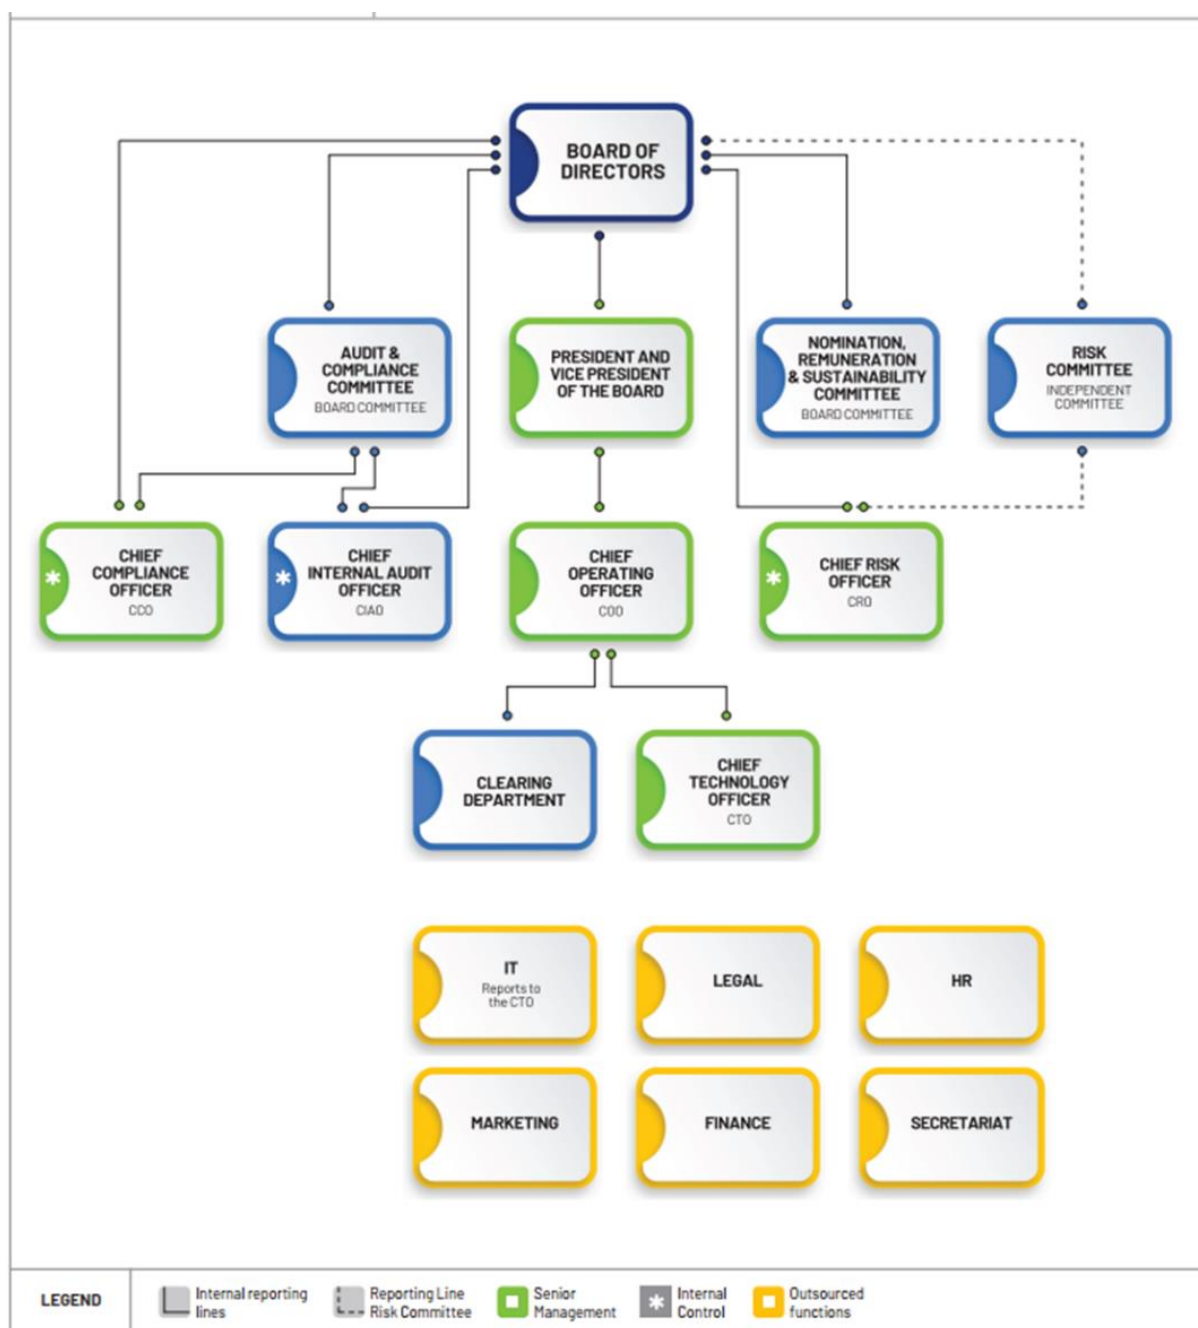 BOARD OF
DIRECTORS
AUDIT &
COMPLIANCE
COMMITTEE
BOARD COMMITTEE
PRESIDENT AND
VICE PRESIDENT
OF THE BOARD
NOMINATION,
REMUNERATION
& SUSTAINABILITY
COMMITTEE
BOARD COMMITTEE
RISK
COMMITTEE
INDEPENDENT
COMMITTEE
* CHIEF
COMPLIANCE
OFFICER
CCO
* CHIEF
INTERNAL AUDIT
OFFICER
CIAO
CHIEF
OPERATING
OFFICER
COO
* CHIEF RISK
OFFICER
CRO
CLEARING
DEPARTMENT
CHIEF
TECHNOLOGY
OFFICER
CTO
IT
Reports to
the CTO
LEGAL
HR
MARKETING
FINANCE
SECRETARIAT
LEGEND
Internal reporting
lines
Reporting Line
Risk Committee
Senior
Management
* Internal
Control
Outsourced
functions